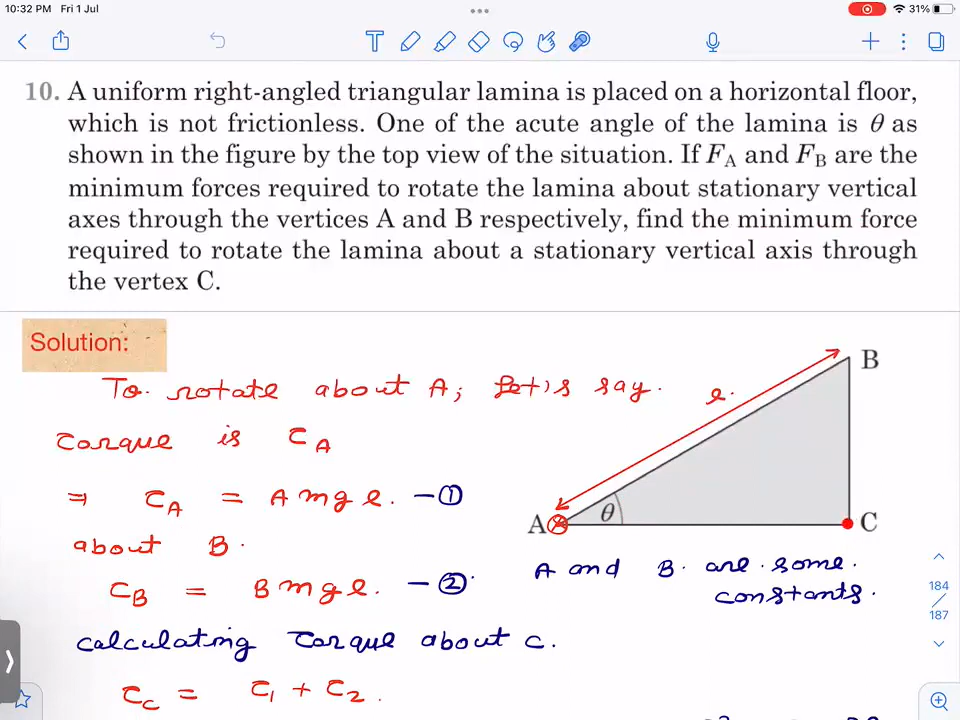 10:32 PM Fri 1 Jul
31%
10. A uniform right-angled triangular lamina is placed on a horizontal floor,
which is not frictionless. One of the acute angle of the lamina is θ as
shown in the figure by the top view of the situation. If F_A and F_B are the
minimum forces required to rotate the lamina about stationary vertical
axes through the vertices A and B respectively, find the minimum force
required to rotate the lamina about a stationary vertical axis through
the vertex C.
Solution:
To rotate about A; let's say
Torque is τ_A
⇒ τ_A = A m g l. —①
about B.
τ_B = B m g l. —②
calculating Torque about C.
τ_C = τ_1 + τ_2.
B
l.
A
θ
C
A and B are some
constants.
184
187